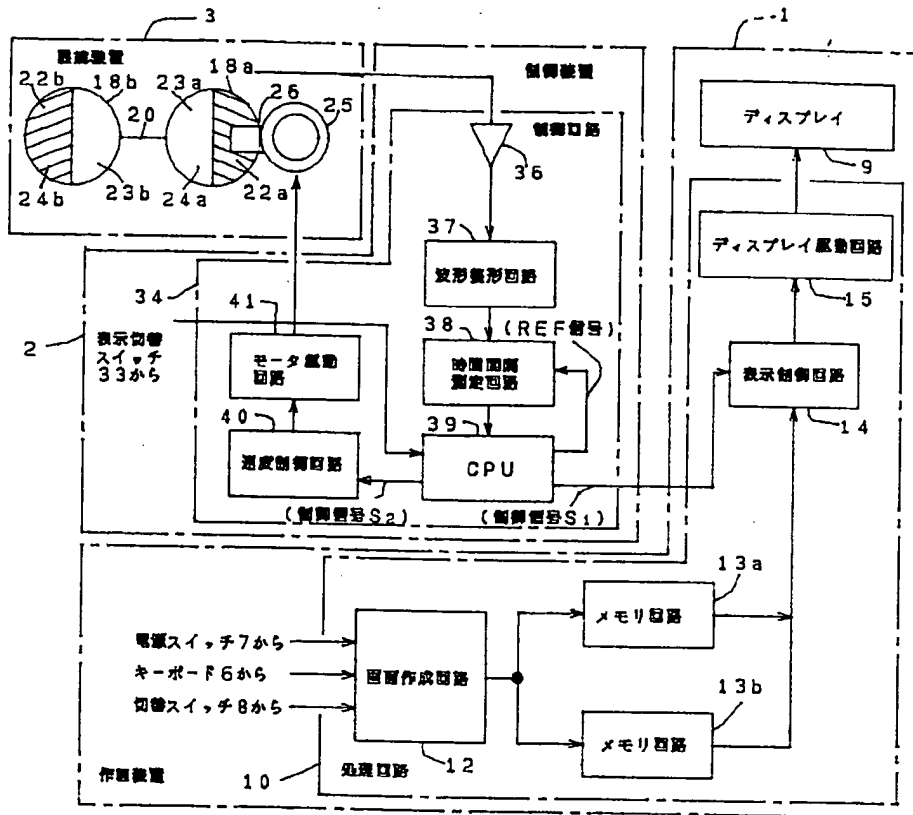 3
1
制御装置
22b
18b
23a
18a
26
25
20
24b
23b
24a
22a
制御回路
36
ディスプレイ
9
ディスプレイ駆動回路
15
37
波形整形回路
34
41
38
(REF信号)
2
表示切替
スイッチ
33から
モータ駆動
回路
時間間隔
測定回路
表示制御回路
14
40
39
速度制御回路
CPU
(制御信号S2)
(制御信号S1)
13a
メモリ回路
電源スイッチ7から
キーボード6から
切替スイッチ8から
画面作成回路
13b
メモリ回路
12
10
処理回路